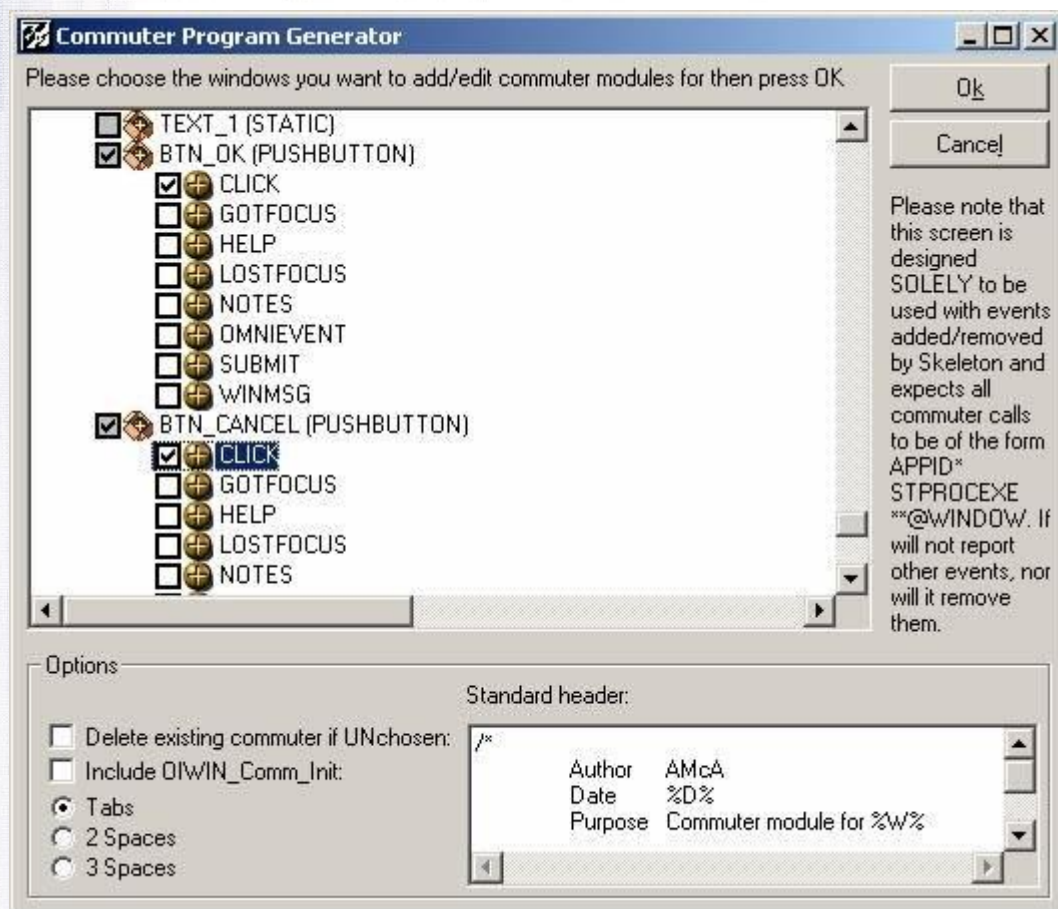 Commuter Program Generator
Please choose the windows you want to add/edit commuter modules for then press OK
Ok
Cancel
TEXT_1 (STATIC)
BTN_OK (PUSHBUTTON)
CLICK
GOTFOCUS
HELP
LOSTFOCUS
NOTES
OMNIEVENT
SUBMIT
WINMSG
BTN_CANCEL (PUSHBUTTON)
CLICK
GOTFOCUS
HELP
LOSTFOCUS
NOTES
Please note that
this screen is
designed
SOLELY to be
used with events
added/removed
by Skeleton and
expects all
commuter calls
to be of the form
APPID*
STPROCEXE
**@WINDOW. If
will not report
other events, nor
will it remove
them.
Options
Standard header:
Delete existing commuter if UNchosen:
Include OIWIN_Comm_Init:
Tabs
2 Spaces
3 Spaces
/*
Author AMcA
Date %D%
Purpose Commuter module for %W%